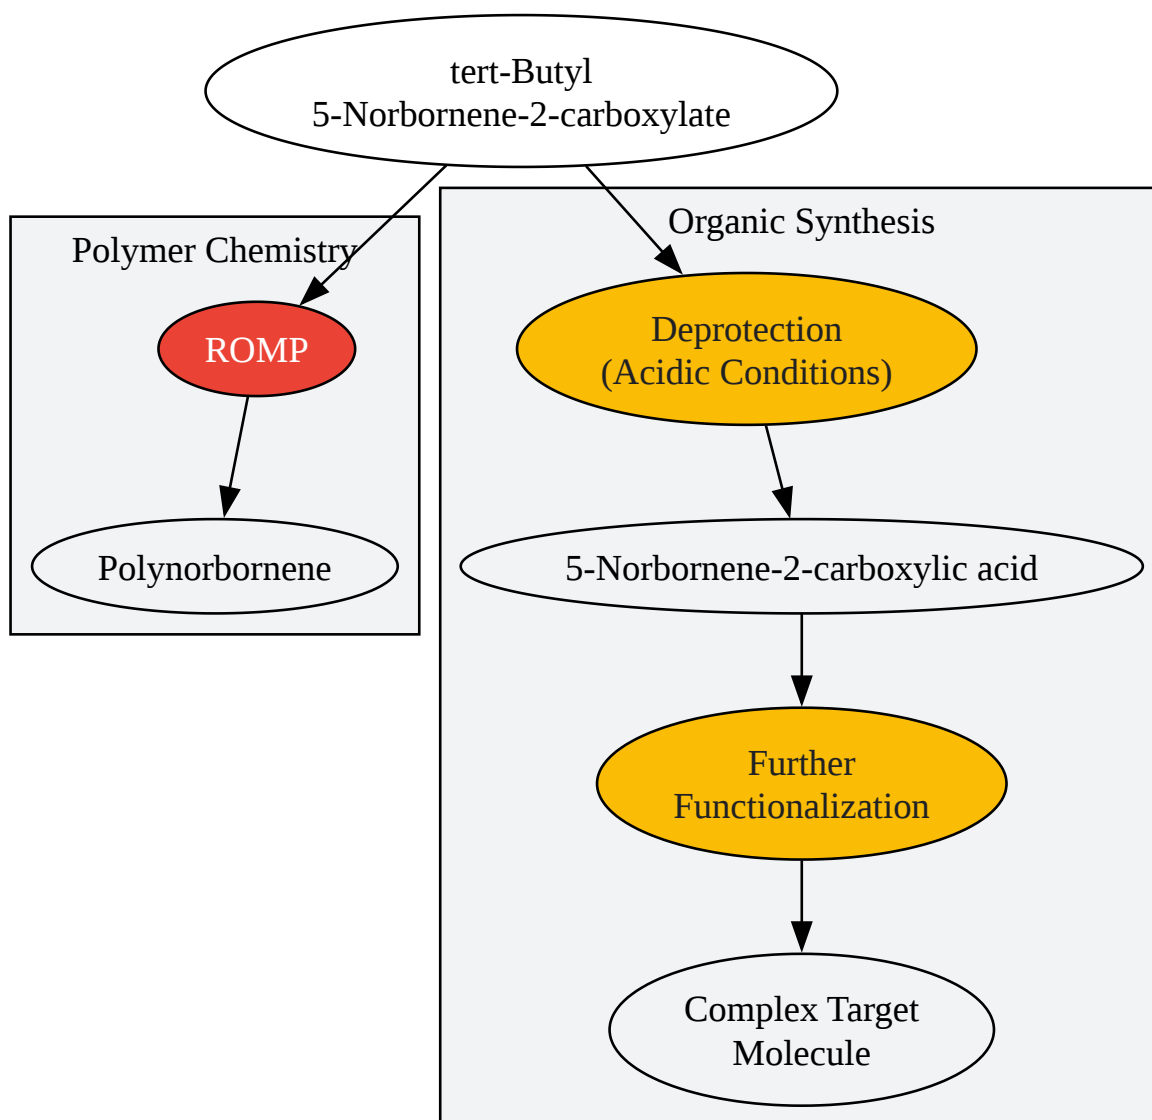 tert-Butyl
5-Norbornene-2-carboxylate
Polymer Chemistry
ROMP
Polynorbornene
Organic Synthesis
Deprotection
(Acidic Conditions)
5-Norbornene-2-carboxylic acid
Further
Functionalization
Complex Target
Molecule